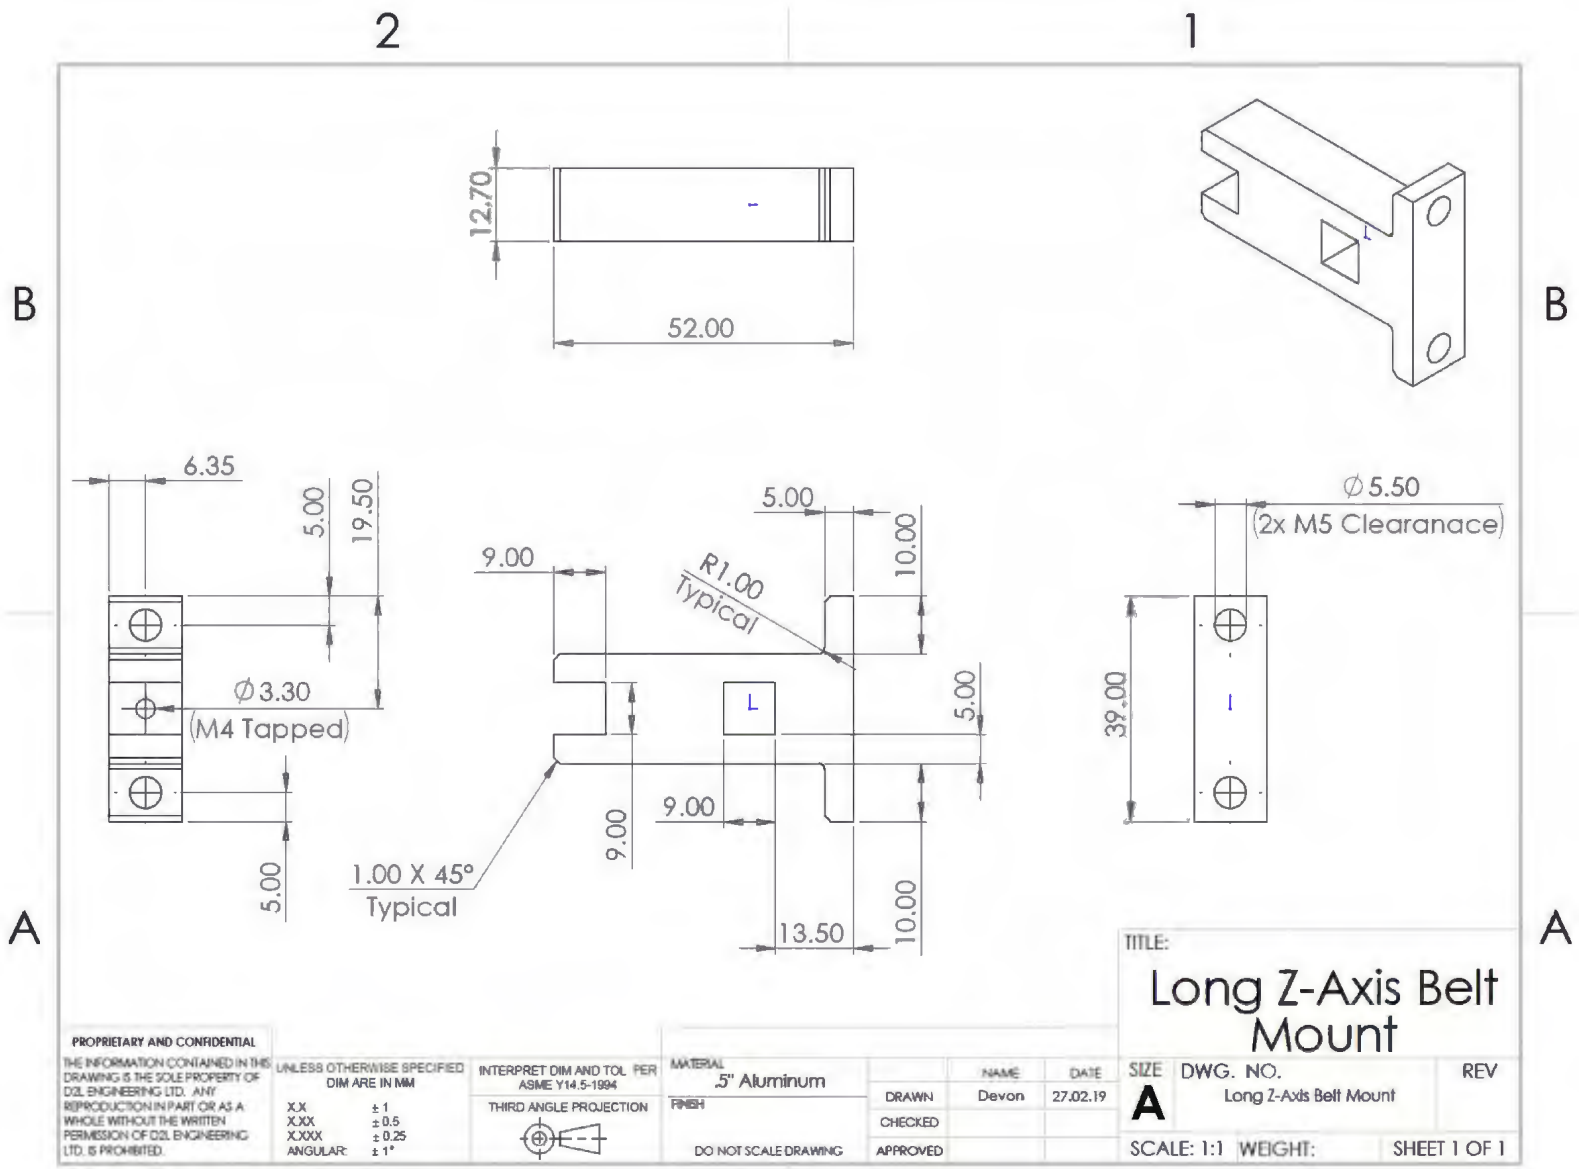 2
1
B
B
12.70
52.00
6.35
5.00
19.50
Ø3.30
(M4 Tapped)
5.00
9.00
R1.00
Typical
5.00
10.00
5.00
9.00
9.00
1.00 X 45°
Typical
13.50
10.00
Ø5.50
(2x M5 Clearanace)
39.00
A
A
TITLE:
Long Z-Axis Belt
Mount
PROPRIETARY AND CONFIDENTIAL
THE INFORMATION CONTAINED IN THIS
DRAWING IS THE SOLE PROPERTY OF
D2L ENGINEERING LTD. ANY
REPRODUCTION IN PART OR AS A
WHOLE WITHOUT THE WRITTEN
PERMISSION OF D2L ENGINEERING
LTD. IS PROHIBITED.
UNLESS OTHERWISE SPECIFIED
DIM ARE IN MM
X.X ± 1
X.XX ± 0.5
X.XXX ± 0.25
ANGULAR: ± 1°
INTERPRET DIM AND TOL PER
ASME Y14.5-1994
THIRD ANGLE PROJECTION
MATERIAL
.5" Aluminum
FINISH
DO NOT SCALE DRAWING
NAME DATE
DRAWN Devon 27.02.19
CHECKED
APPROVED
SIZE DWG. NO. REV
A Long Z-Axis Belt Mount
SCALE: 1:1 WEIGHT: SHEET 1 OF 1